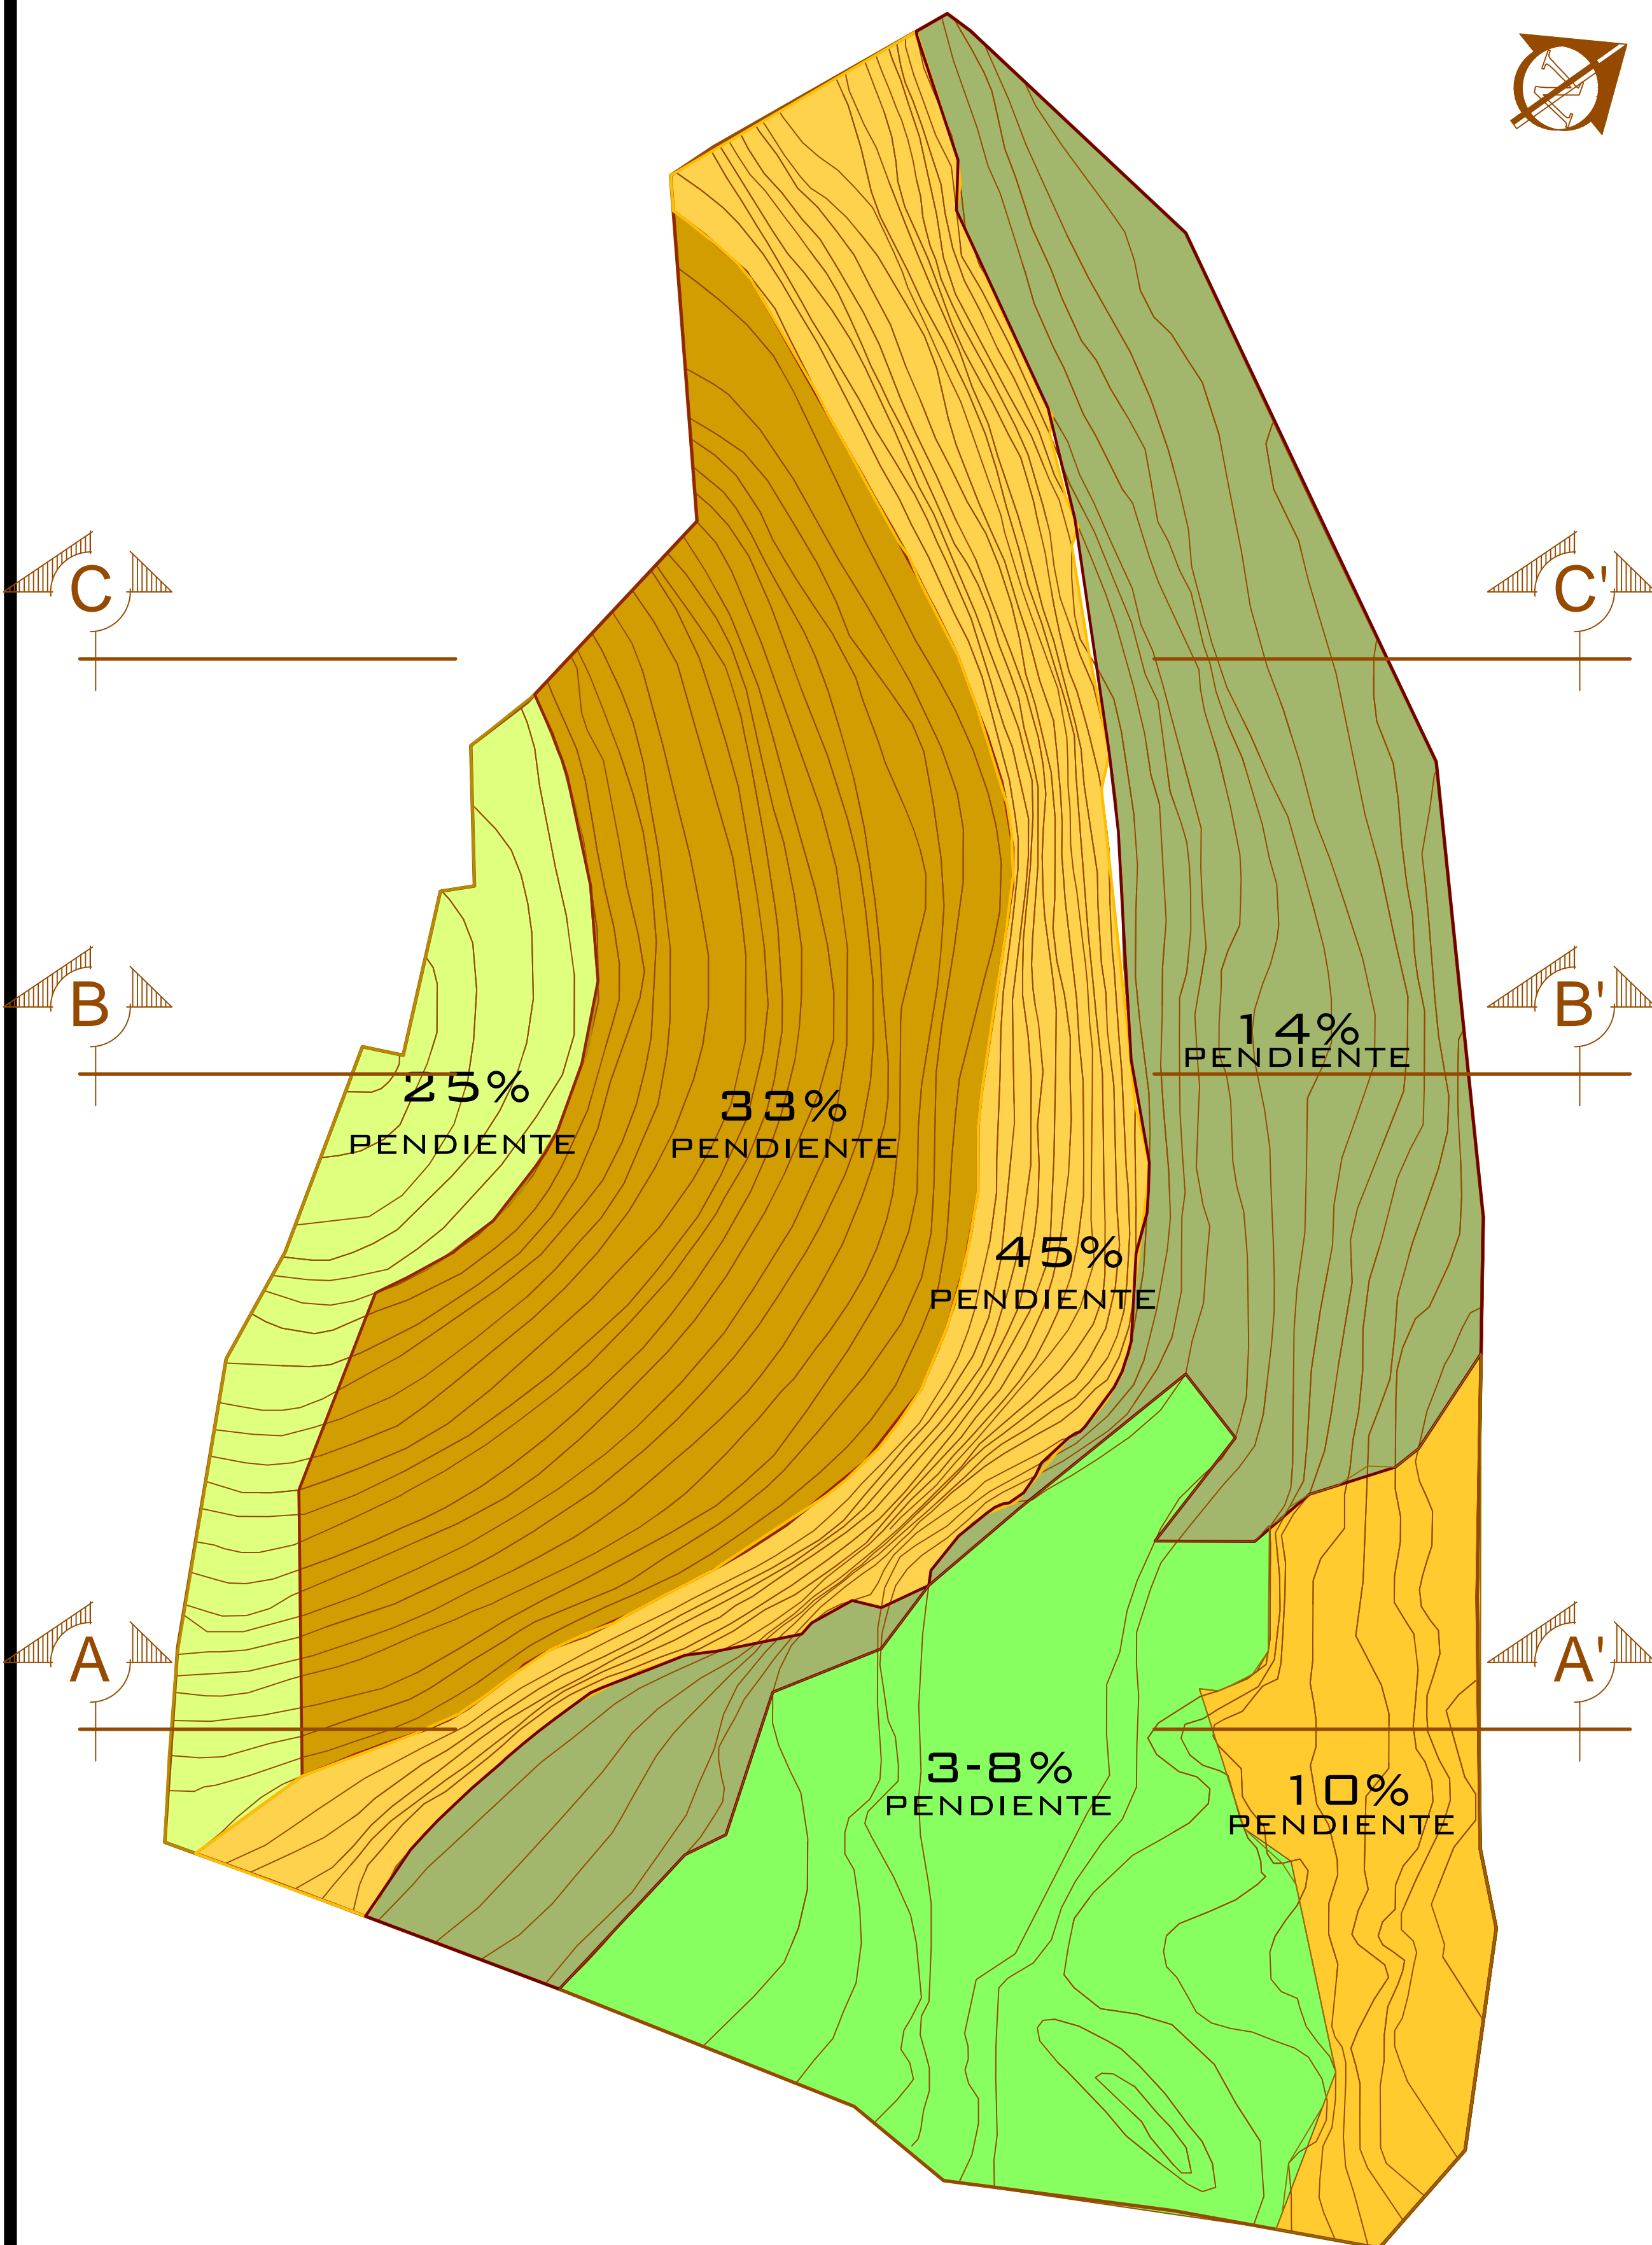 N
C
C'
B
B'
14%
PENDIENTE
25%
PENDIENTE
33%
PENDIENTE
45%
PENDIENTE
A
A'
3-8%
PENDIENTE
10%
PENDIENTE